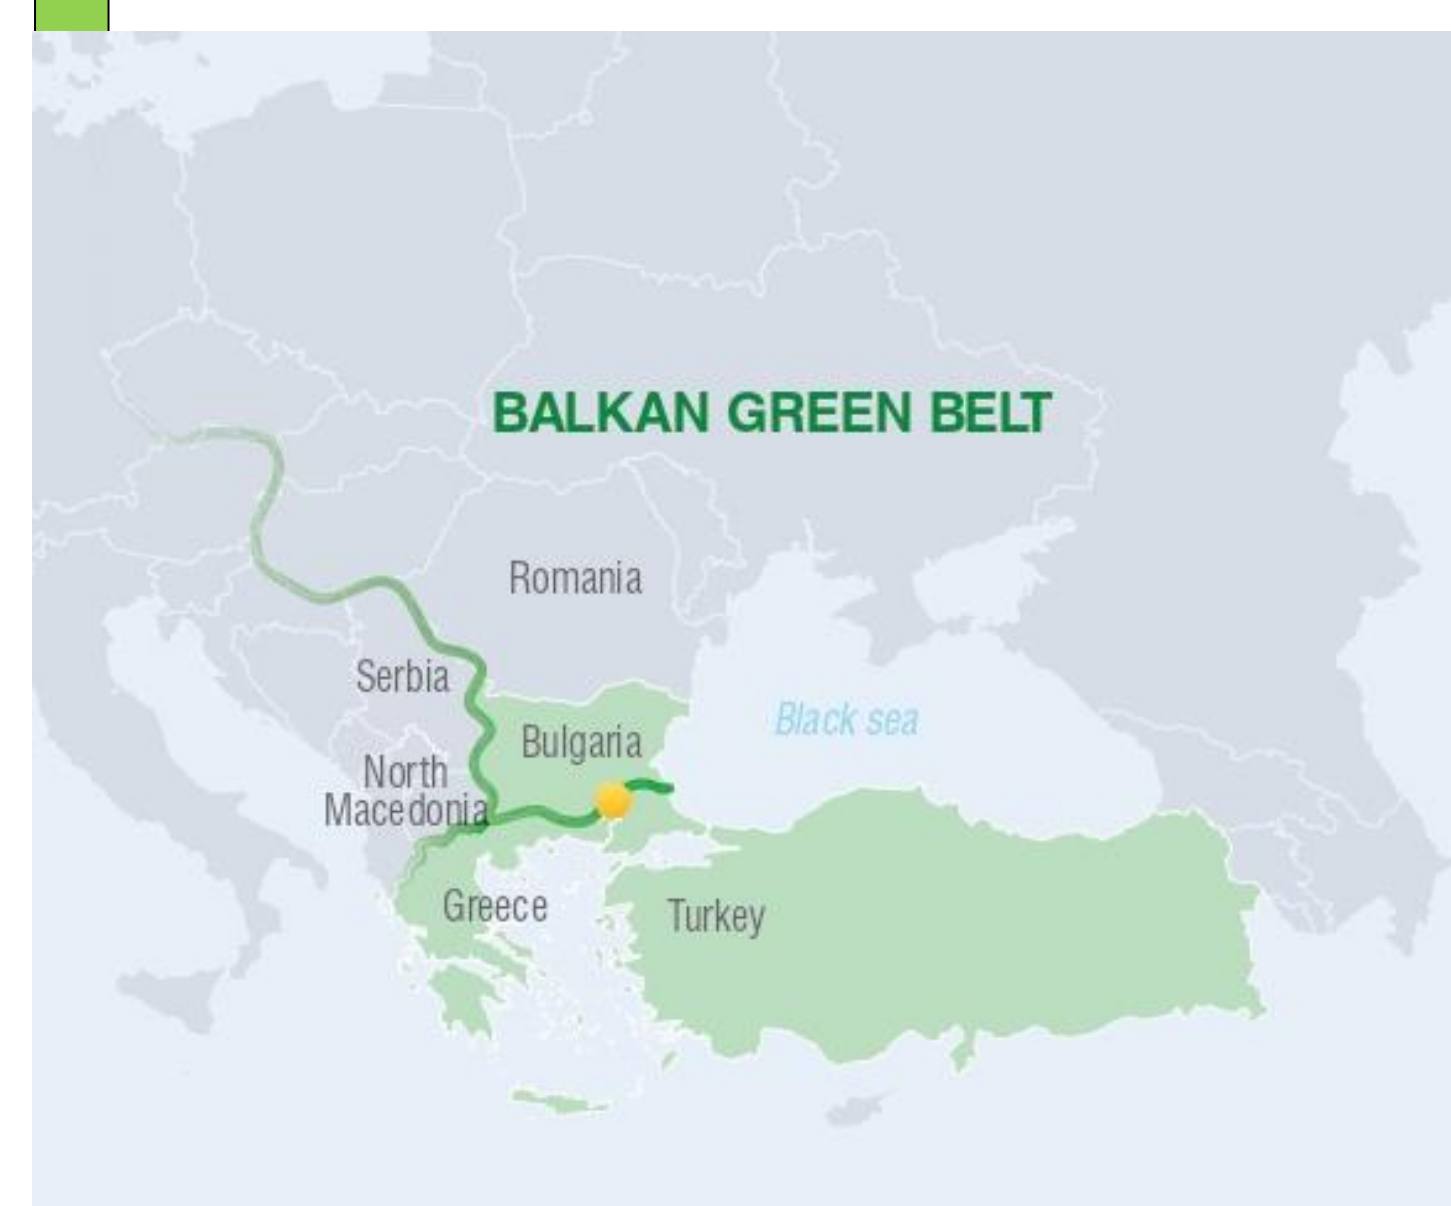 BALKAN GREEN BELT
Romania
Serbia
Black sea
Bulgaria
North
Macedonia
Greece
Turkey